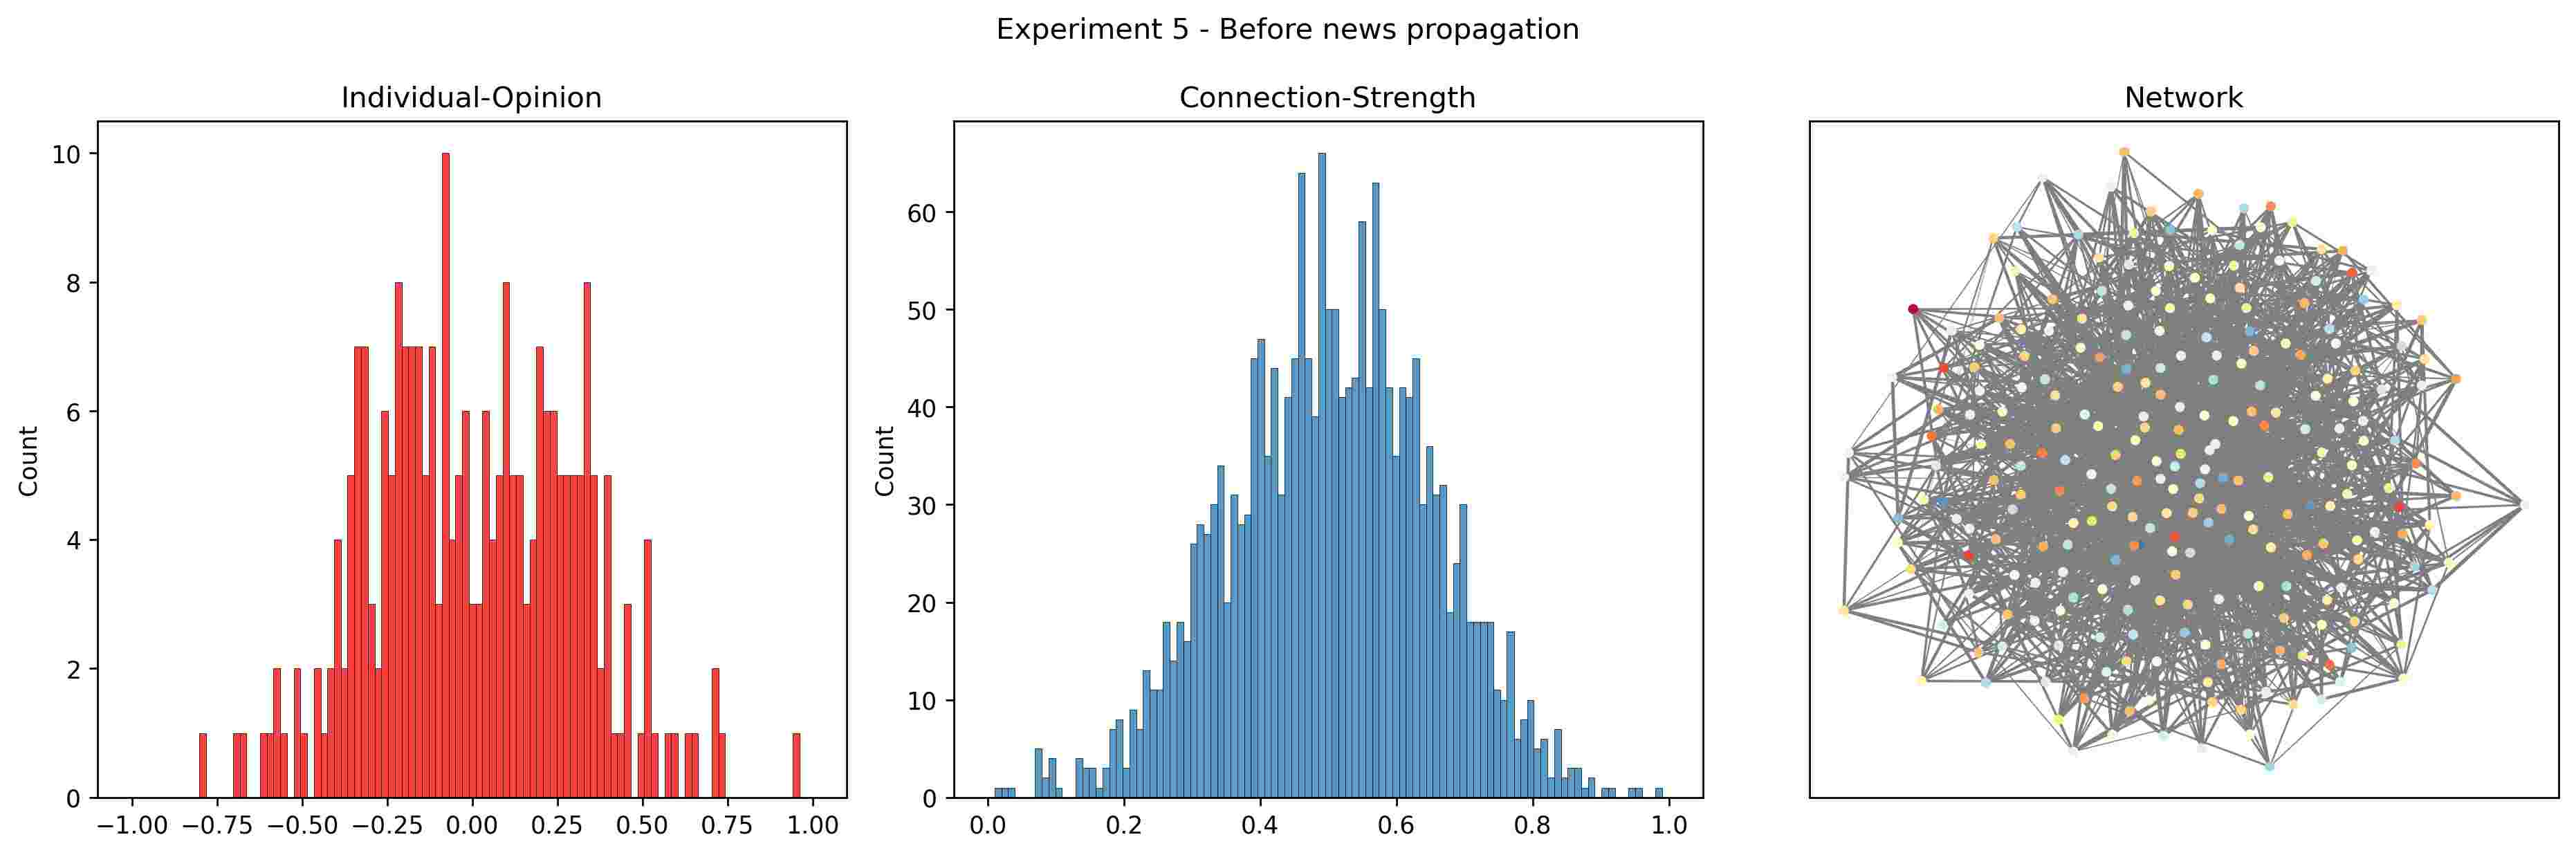 Experiment 5 - Before news propagation
Individual-Opinion
Count
10
8
6
4
2
0
−1.00 −0.75 −0.50 −0.25 0.00 0.25 0.50 0.75 1.00
Connection-Strength
Count
60
50
40
30
20
10
0
0.0 0.2 0.4 0.6 0.8 1.0
Network